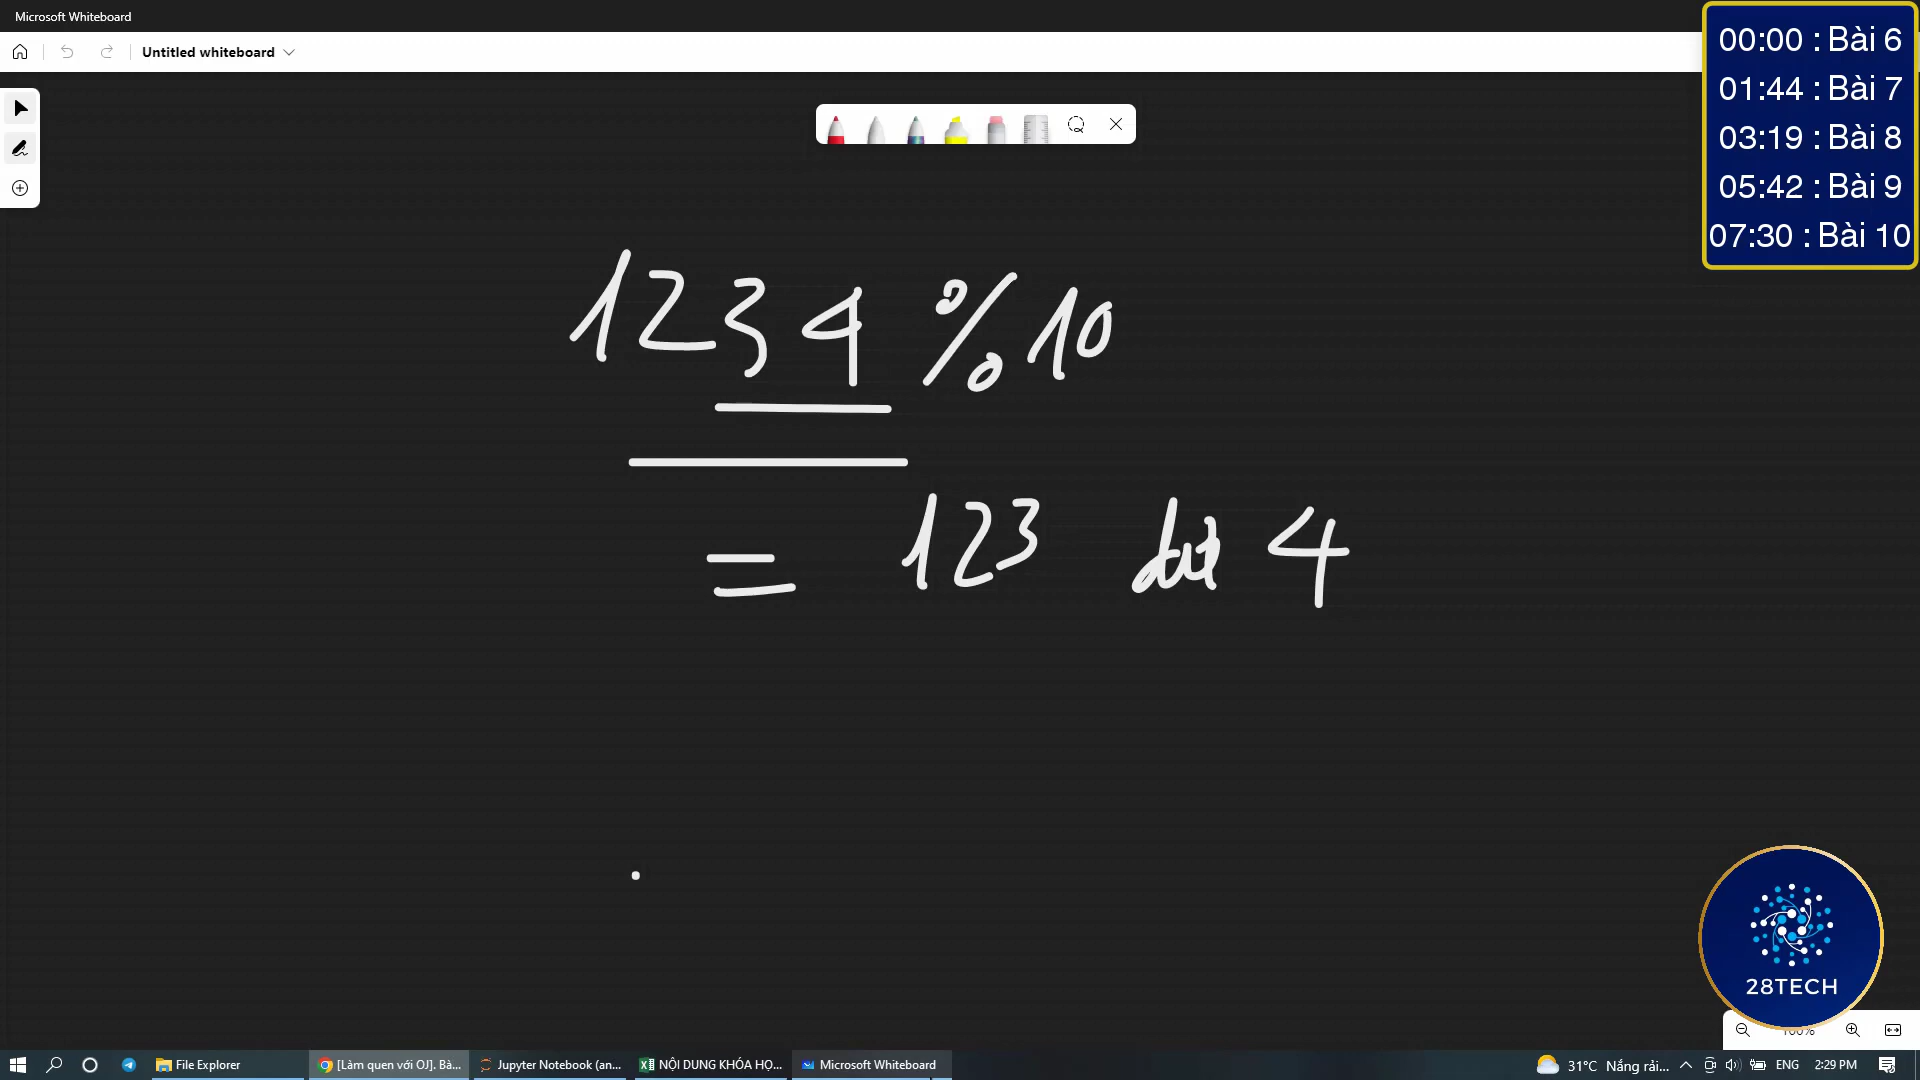 Microsoft Whiteboard
Untitled whiteboard
00:00 : Bài 6
01:44 : Bài 7
03:19 : Bài 8
05:42 : Bài 9
07:30 : Bài 10
1234 % 10
= 123 dư 4
28TECH
100%
File Explorer
[Làm quen với OJ]. Bà...
Jupyter Notebook (an...
NỘI DUNG KHÓA HỌ...
Microsoft Whiteboard
31°C Nắng rải...
ENG
2:29 PM